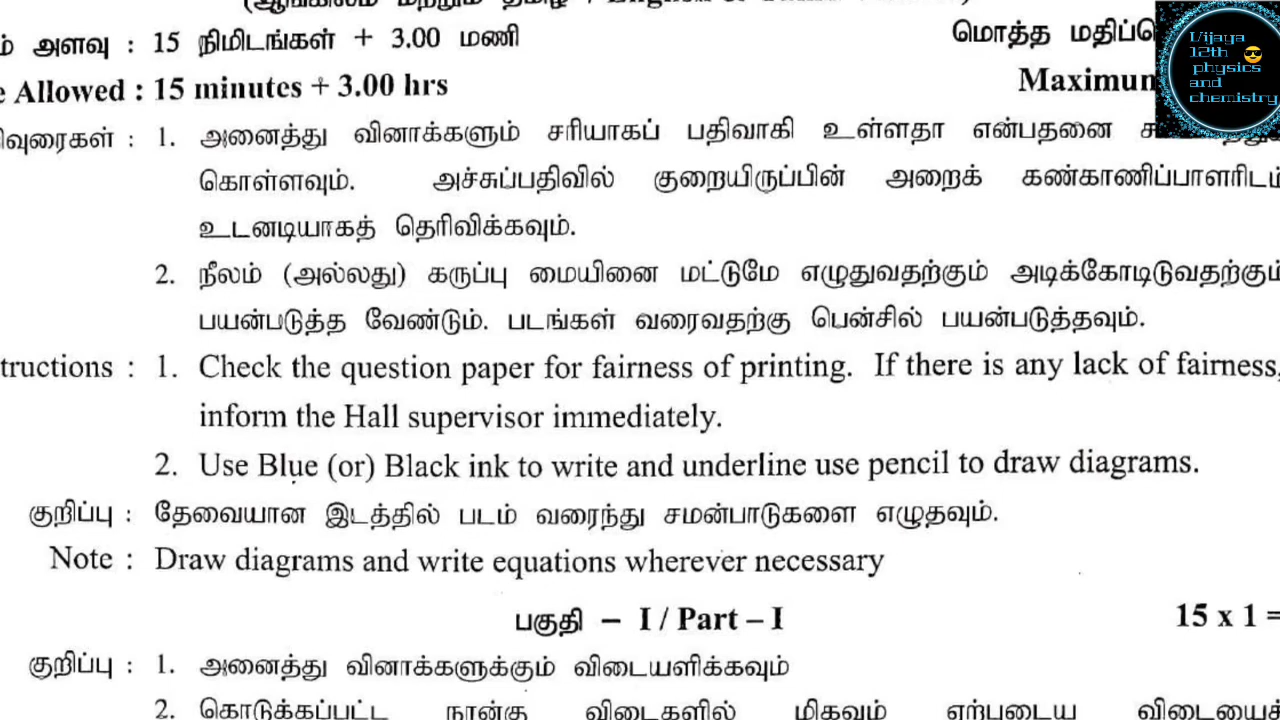 அளவு : 15 நிமிடங்கள் + 3.00 மணி
மொத்த
Allowed : 15 minutes + 3.00 hrs
Vijaya
12th
physics
and
chemistry
: 1. அனைத்து வினாக்களும் சரியாகப் பதிவாகி உள்ளதா என்பதனை
கொள்ளவும். அச்சுப்பதிவில் குறையிருப்பின் அறைக் கண்காணிப்பாளரிடம்
உடனடியாகத் தெரிவிக்கவும்.
2. நீலம் (அல்லது) கருப்பு மையினை மட்டுமே எழுதுவதற்கும் அடிக்கோடிடுவதற்கும்
பயன்படுத்த வேண்டும். படங்கள் வரைவதற்கு பென்சில் பயன்படுத்தவும்.
tructions : 1. Check the question paper for fairness of printing. If there is any lack of fairness,
inform the Hall supervisor immediately.
2. Use Blue (or) Black ink to write and underline use pencil to draw diagrams.
குறிப்பு : தேவையான இடத்தில் படம் வரைந்து சமன்பாடுகளை எழுதவும்.
Note : Draw diagrams and write equations wherever necessary
பகுதி – I / Part – I
15 x 1 =
குறிப்பு : 1. அனைத்து வினாக்களுக்கும் விடையளிக்கவும்
2. கொடுக்கப்பட்ட நான்கு விடைகளில் மிகவும் ஏற்புடைய விடையைக்